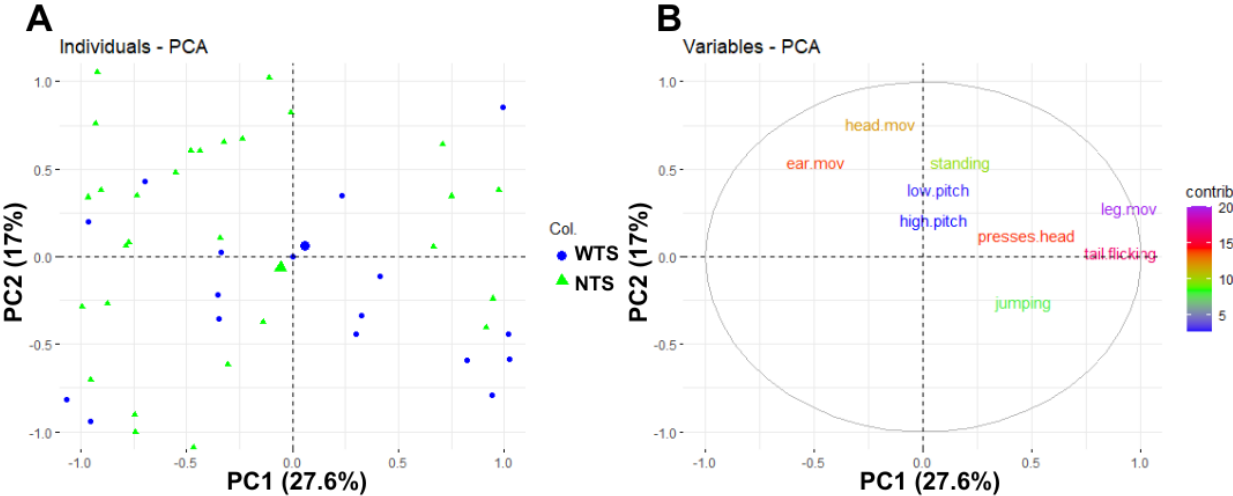 A
Individuals - PCA
1.0
0.5
0.0
-0.5
-1.0
PC2 (17%)
-1.0
-0.5
0.0
0.5
1.0
PC1 (27.6%)
Col.
WTS
NTS
B
Variables - PCA
1.0
0.5
0.0
-0.5
-1.0
PC2 (17%)
head.mov
ear.mov
standing
low.pitch
high.pitch
leg.mov
presses.head
tail.flicking
jumping
-1.0
-0.5
0.0
0.5
1.0
PC1 (27.6%)
contrib
20
15
10
5